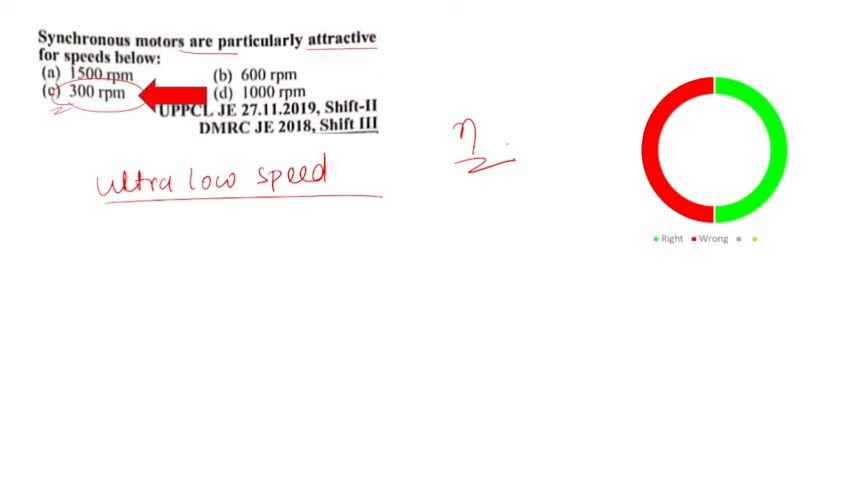 Synchronous motors are particularly attractive
for speeds below:
(a) 1500 rpm (b) 600 rpm
(c) 300 rpm (d) 1000 rpm
UPPCL JE 27.11.2019, Shift-II
DMRC JE 2018, Shift III
ultra low speed
η
Right Wrong